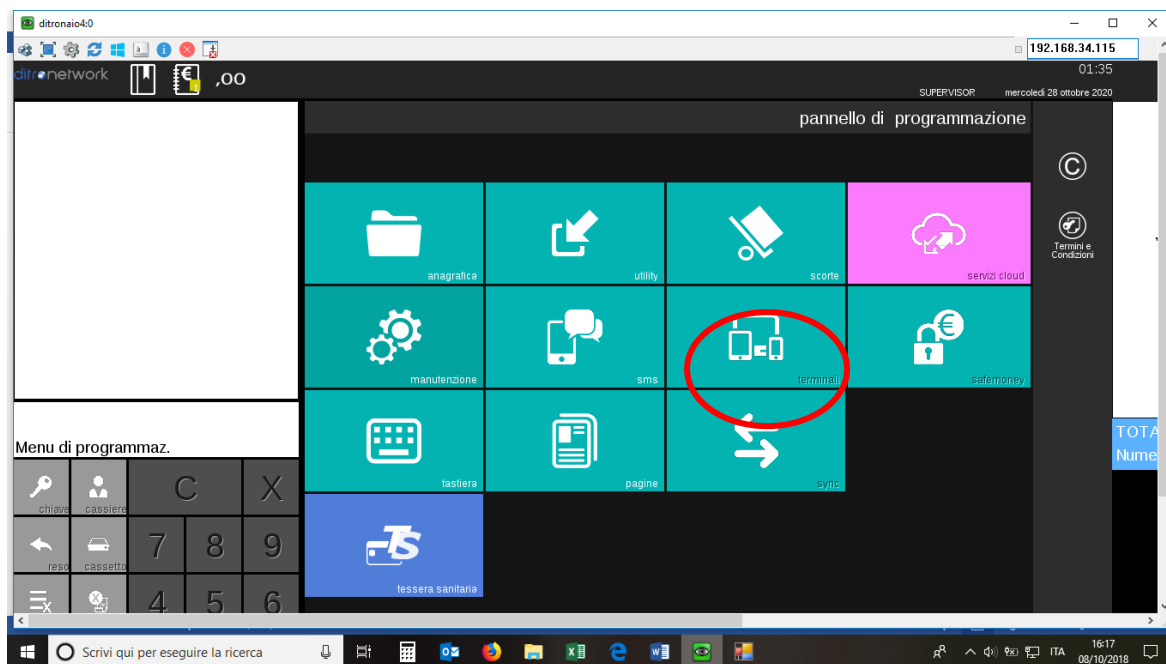 ditronaio4:0
192.168.34.115
ditronetwork
,00
01:35
SUPERVISOR mercoledì 28 ottobre 2020
pannello di programmazione
©
Termini e
Condizioni
anagrafica
utility
scorte
servizi cloud
manutenzione
sms
terminali
safemoney
tastiera
pagine
sync
TS
tessera sanitaria
Menu di programmaz.
TOTA
Nume
chiave
cassiere
C
X
reso
cassetto
7
8
9
4
5
6
Scrivi qui per eseguire la ricerca
ITA
16:17
08/10/2018